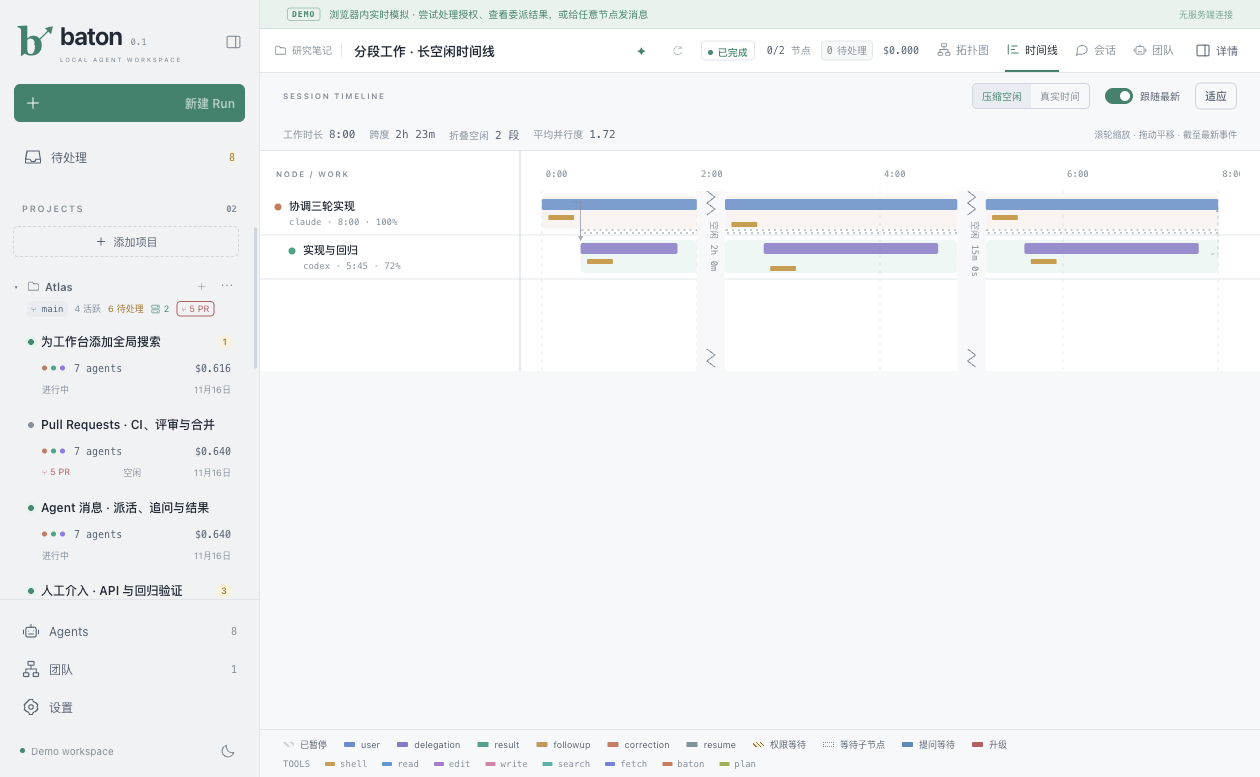 baton 0.1
LOCAL AGENT WORKSPACE
新建 Run
待处理 8
PROJECTS 02
添加项目
Atlas
main 4 活跃 6 待处理 2 5 PR
为工作台添加全局搜索 1
7 agents $0.616
进行中 11月16日
Pull Requests · CI、评审与合并
7 agents $0.640
5 PR 空闲 11月16日
Agent 消息 · 派活、追问与结果
7 agents $0.640
进行中 11月16日
人工介入 · API 与回归验证 3
Agents 8
团队 1
设置
Demo workspace
DEMO 浏览器内实时模拟 · 尝试处理授权、查看委派结果，或给任意节点发消息 无服务端连接
研究笔记 分段工作 · 长空闲时间线 已完成 0/2 节点 0 待处理 $0.000 拓扑图 时间线 会话 团队 详情
SESSION TIMELINE 压缩空闲 真实时间 跟随最新 适应
工作时长 8:00 跨度 2h 23m 折叠空闲 2 段 平均并行度 1.72 滚轮缩放 · 拖动平移 · 截至最新事件
NODE / WORK 0:00 2:00 4:00 6:00 8:0
协调三轮实现
claude · 8:00 · 100%
实现与回归
codex · 5:45 · 72%
空闲 2h 0m
空闲 15m 0s
已暂停 user delegation result followup correction resume 权限等待 等待子节点 提问等待 升级
TOOLS shell read edit write search fetch baton plan